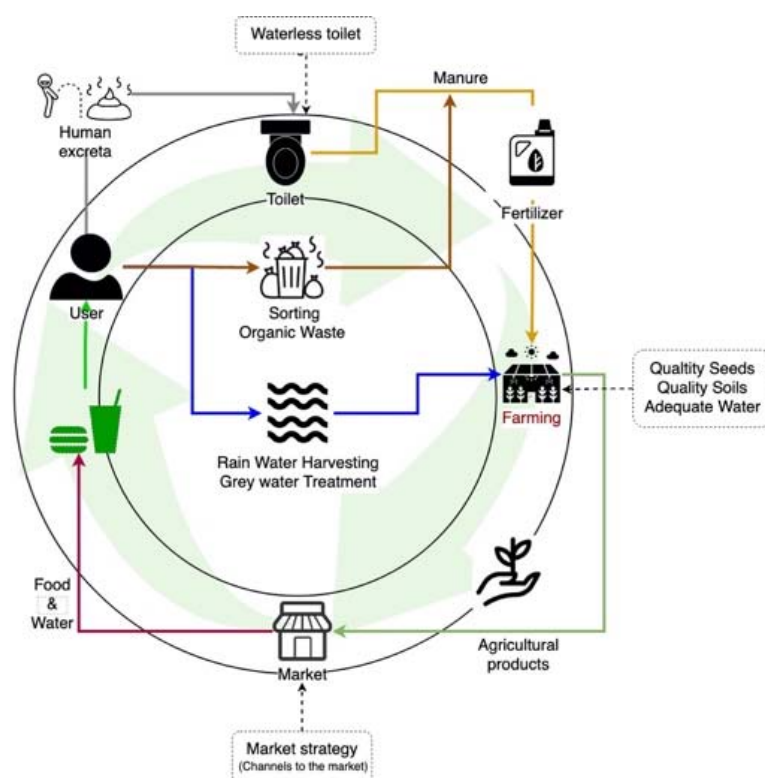 Waterless toilet
Manure
Human
excreta
Toilet
Fertilizer
User
Sorting
Organic Waste
Qualtity Seeds
Quality Soils
Adequate Water
Farming
Rain Water Harvesting
Grey water Treatment
Food
&
Water
Agricultural
products
Market
Market strategy
(Channels to the market)